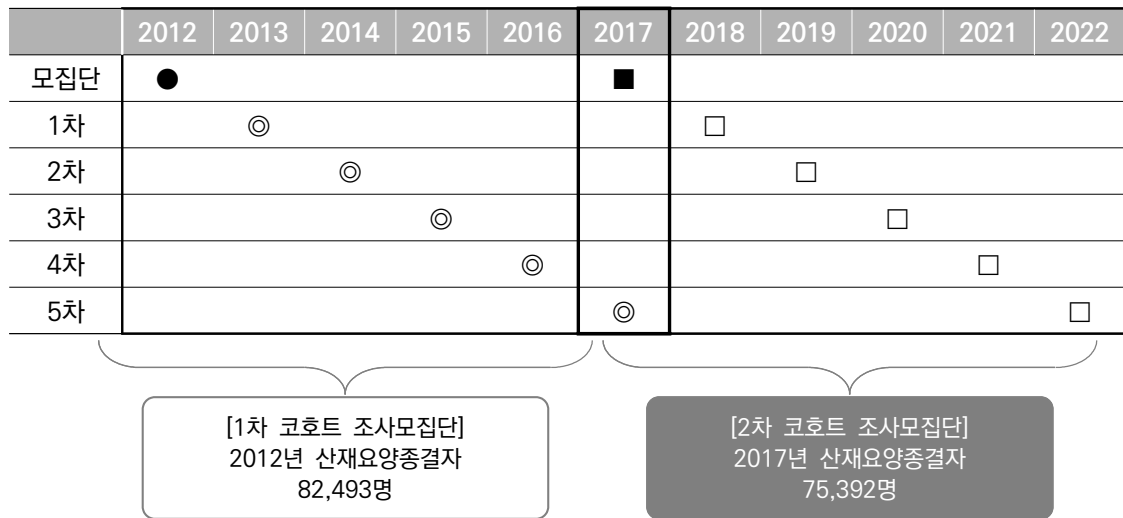 2012 2013 2014 2015 2016 2017 2018 2019 2020 2021 2022
모집단 ● ■
1차 ◎ □
2차 ◎ □
3차 ◎ □
4차 ◎ □
5차 ◎ □
[1차 코호트 조사모집단]
2012년 산재요양종결자
82,493명
[2차 코호트 조사모집단]
2017년 산재요양종결자
75,392명